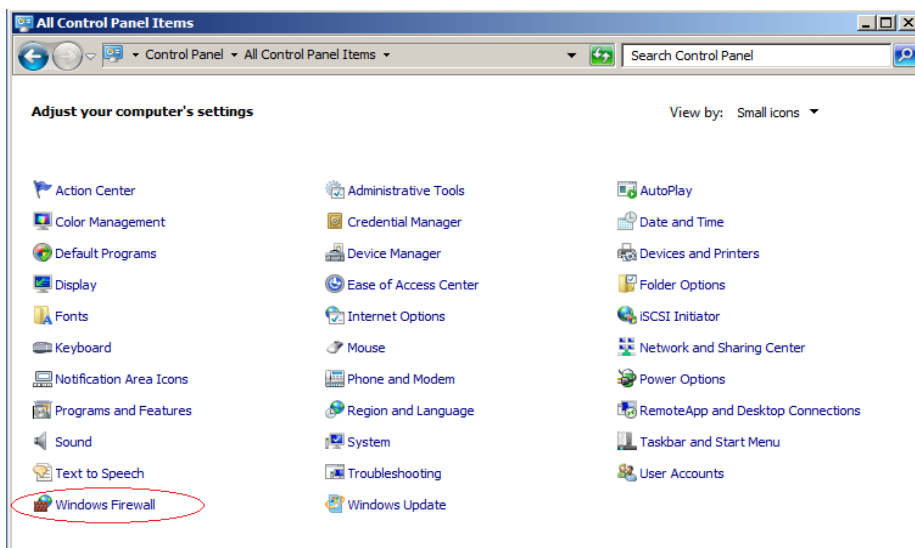 All Control Panel Items
Control Panel All Control Panel Items Search Control Panel
Adjust your computer's settings View by: Small icons
Action Center Administrative Tools AutoPlay
Color Management Credential Manager Date and Time
Default Programs Device Manager Devices and Printers
Display Ease of Access Center Folder Options
Fonts Internet Options iSCSI Initiator
Keyboard Mouse Network and Sharing Center
Notification Area Icons Phone and Modem Power Options
Programs and Features Region and Language RemoteApp and Desktop Connections
Sound System Taskbar and Start Menu
Text to Speech Troubleshooting User Accounts
Windows Firewall Windows Update